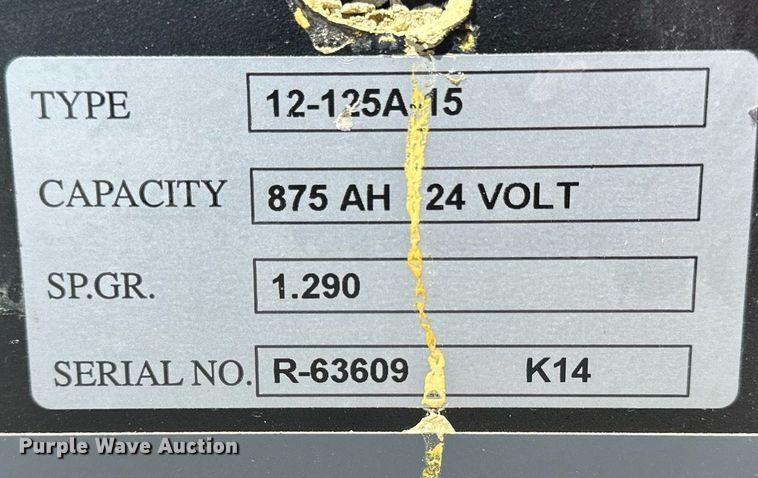 TYPE 12-125A-15
CAPACITY 875 AH 24 VOLT
SP.GR. 1.290
SERIAL NO. R-63609 K14
Purple Wave Auction